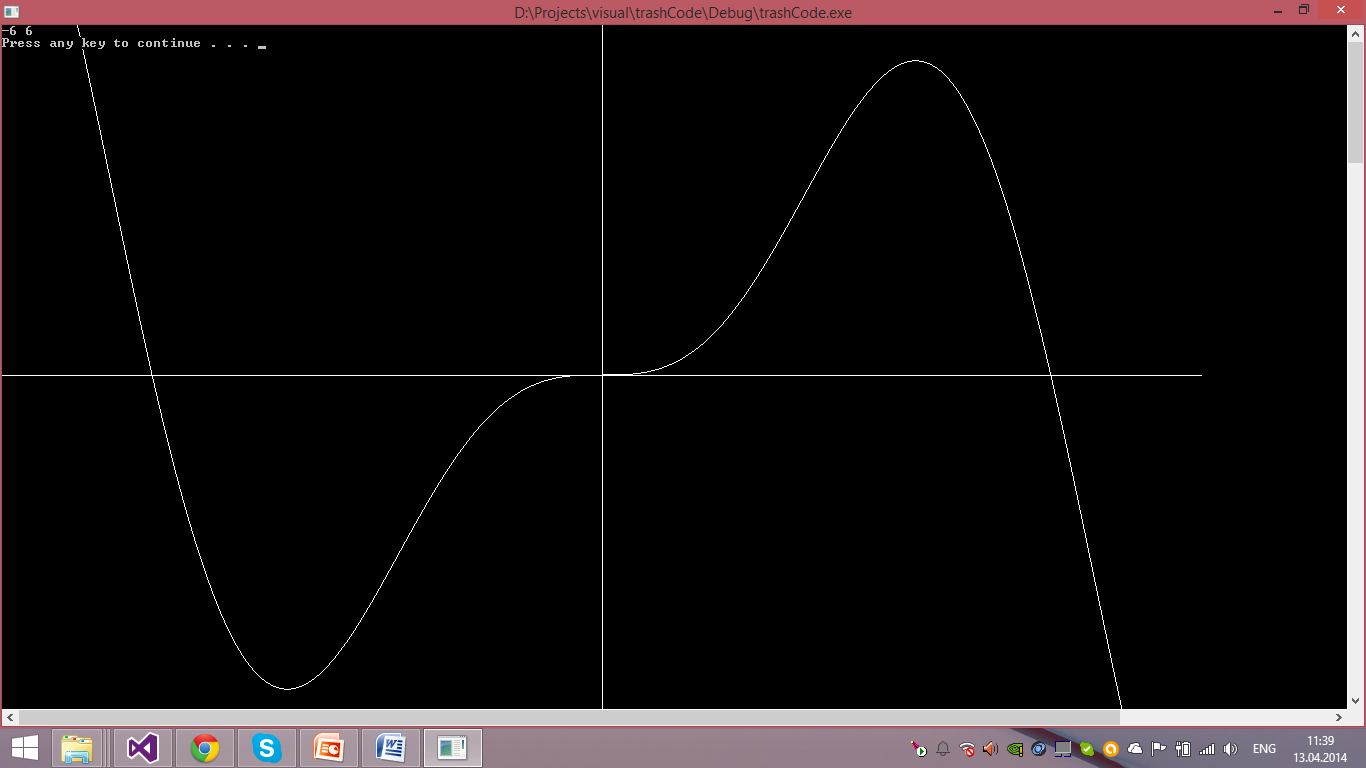 D:\Projects\visual\trashCode\Debug\trashCode.exe
-6 6
Press any key to continue . . .
ENG
11:39
13.04.2014